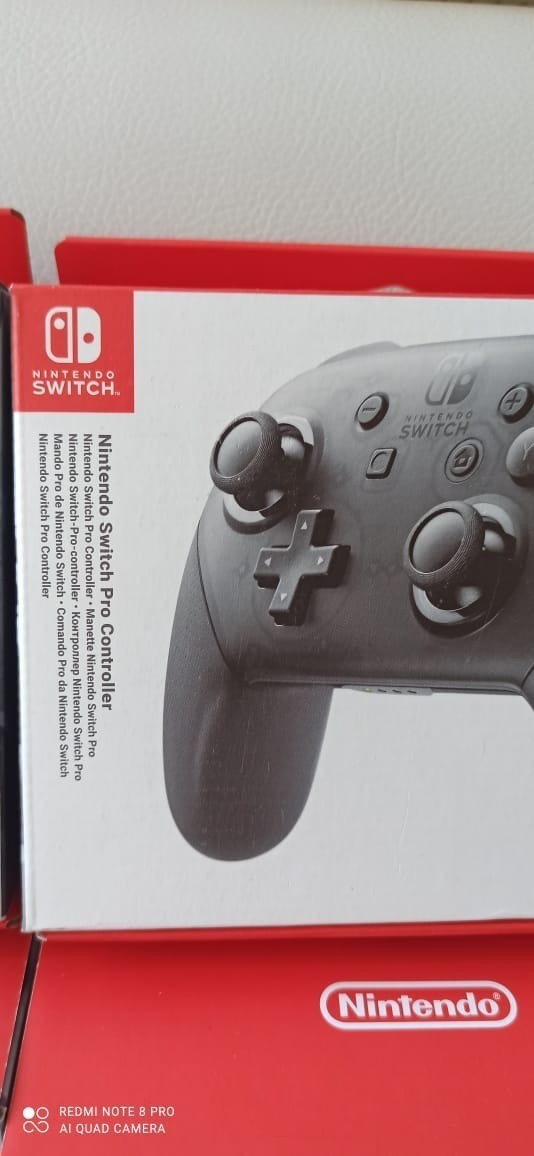 NINTENDO
SWITCH™
NINTENDO
SWITCH
Y
Nintendo Switch Pro Controller
Nintendo Switch Pro Controller • Manette Nintendo Switch Pro
Nintendo Switch-Pro-controller • Контроллер Nintendo Switch Pro
Mando Pro de Nintendo Switch • Comando Pro da Nintendo Switch
Nintendo Switch Pro Controller
Nintendo®
REDMI NOTE 8 PRO
AI QUAD CAMERA